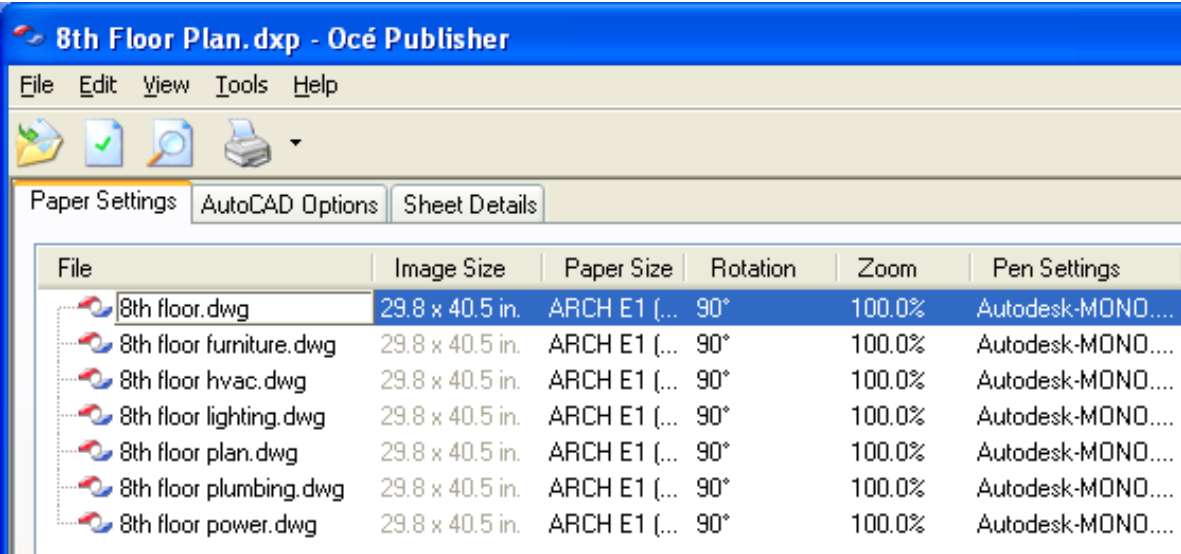 8th Floor Plan.dxp - Océ Publisher
File Edit View Tools Help
Paper Settings AutoCAD Options Sheet Details
File Image Size Paper Size Rotation Zoom Pen Settings
8th floor.dwg 29.8 x 40.5 in. ARCH E1 (... 90° 100.0% Autodesk-MONO....
8th floor furniture.dwg 29.8 x 40.5 in. ARCH E1 (... 90° 100.0% Autodesk-MONO....
8th floor hvac.dwg 29.8 x 40.5 in. ARCH E1 (... 90° 100.0% Autodesk-MONO....
8th floor lighting.dwg 29.8 x 40.5 in. ARCH E1 (... 90° 100.0% Autodesk-MONO....
8th floor plan.dwg 29.8 x 40.5 in. ARCH E1 (... 90° 100.0% Autodesk-MONO....
8th floor plumbing.dwg 29.8 x 40.5 in. ARCH E1 (... 90° 100.0% Autodesk-MONO....
8th floor power.dwg 29.8 x 40.5 in. ARCH E1 (... 90° 100.0% Autodesk-MONO....